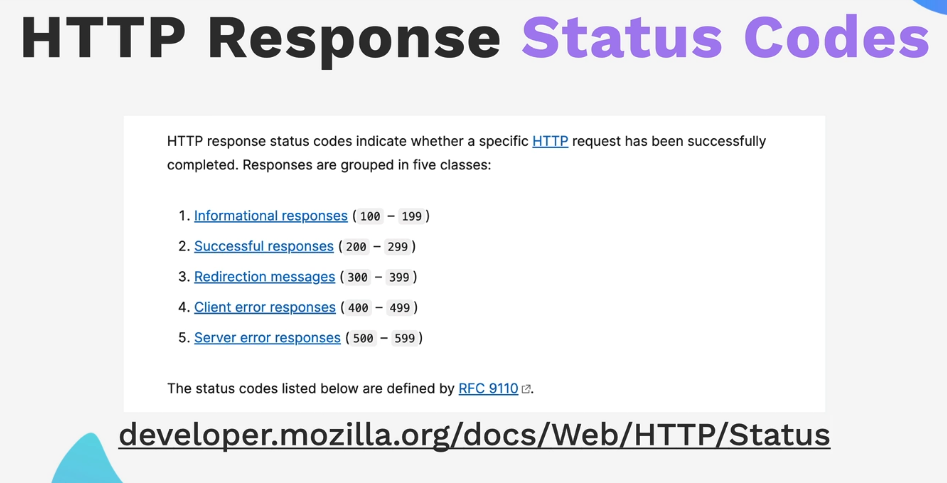 HTTP Response Status Codes
HTTP response status codes indicate whether a specific HTTP request has been successfully
completed. Responses are grouped in five classes:
1. Informational responses (100 – 199)
2. Successful responses (200 – 299)
3. Redirection messages (300 – 399)
4. Client error responses (400 – 499)
5. Server error responses (500 – 599)
The status codes listed below are defined by RFC 9110.
developer.mozilla.org/docs/Web/HTTP/Status